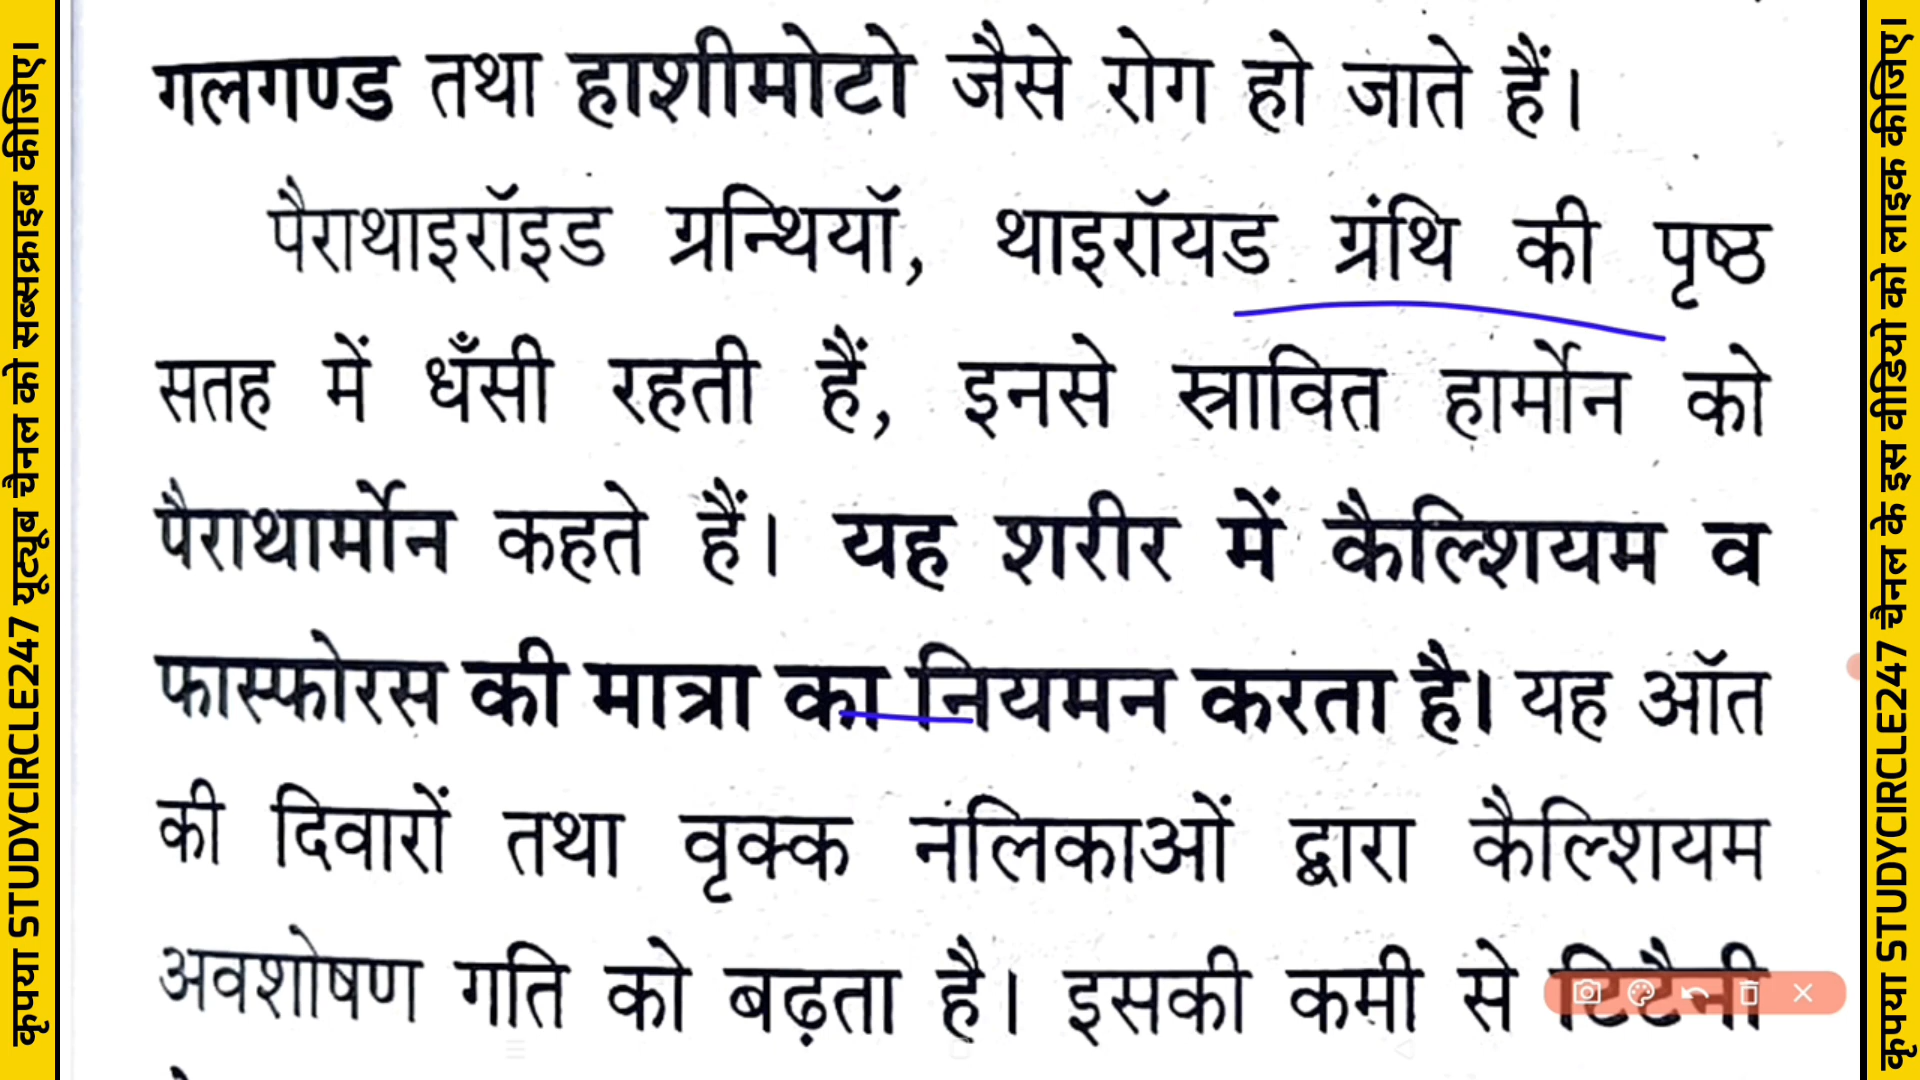 कृपया STUDYCIRCLE247 यूट्यूब चैनल को सब्सक्राइब कीजिए।
गलगण्ड तथा हाशीमोटो जैसे रोग हो जाते हैं।
पैराथाइरॉइड ग्रन्थियॉ, थाइरॉयड ग्रंथि की पृष्ठ
सतह में धँसी रहती हैं, इनसे स्रावित हार्मोन को
पैराथार्मोन कहते हैं। यह शरीर में कैल्शियम व
फास्फोरस की मात्रा का नियमन करता है। यह ऑत
की दिवारों तथा वृक्क नलिकाओं द्वारा कैल्शियम
अवशोषण गति को बढ़ता है। इसकी कमी से टिटैनी
कृपया STUDYCIRCLE247 चैनल के इस वीडियो को लाइक कीजिए।